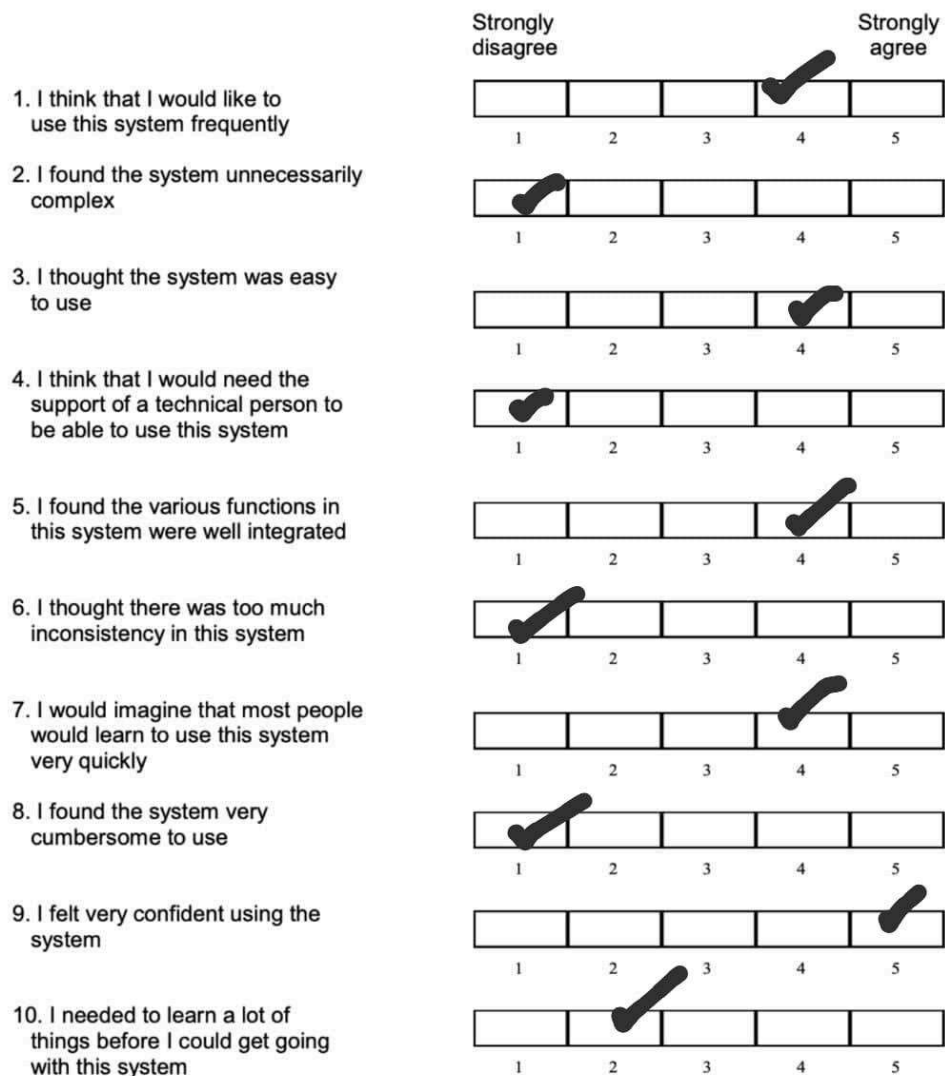 Strongly disagree
Strongly agree
1. I think that I would like to
use this system frequently
1 2 3 4 5
2. I found the system unnecessarily
complex
1 2 3 4 5
3. I thought the system was easy
to use
1 2 3 4 5
4. I think that I would need the
support of a technical person to
be able to use this system
1 2 3 4 5
5. I found the various functions in
this system were well integrated
1 2 3 4 5
6. I thought there was too much
inconsistency in this system
1 2 3 4 5
7. I would imagine that most people
would learn to use this system
very quickly
1 2 3 4 5
8. I found the system very
cumbersome to use
1 2 3 4 5
9. I felt very confident using the
system
1 2 3 4 5
10. I needed to learn a lot of
things before I could get going
with this system
1 2 3 4 5